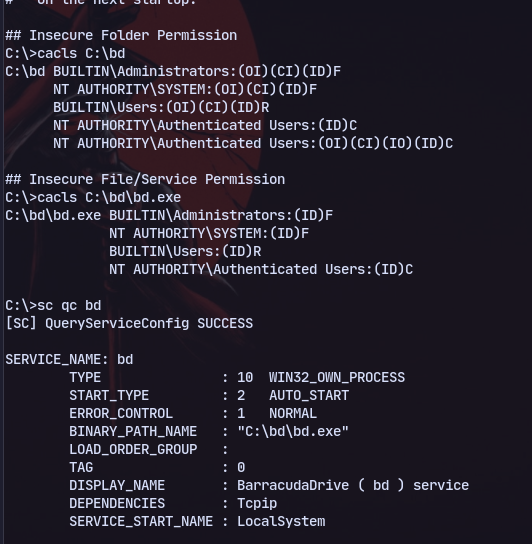 #   on the next startup.
## Insecure Folder Permission
C:\>cacls C:\bd
C:\bd BUILTIN\Administrators:(OI)(CI)(ID)F
      NT AUTHORITY\SYSTEM:(OI)(CI)(ID)F
      BUILTIN\Users:(OI)(CI)(ID)R
      NT AUTHORITY\Authenticated Users:(ID)C
      NT AUTHORITY\Authenticated Users:(OI)(CI)(IO)(ID)C
## Insecure File/Service Permission
C:\>cacls C:\bd\bd.exe
C:\bd\bd.exe BUILTIN\Administrators:(ID)F
             NT AUTHORITY\SYSTEM:(ID)F
             BUILTIN\Users:(ID)R
             NT AUTHORITY\Authenticated Users:(ID)C
C:\>sc qc bd
[SC] QueryServiceConfig SUCCESS
SERVICE_NAME: bd
        TYPE               : 10  WIN32_OWN_PROCESS
        START_TYPE         : 2   AUTO_START
        ERROR_CONTROL      : 1   NORMAL
        BINARY_PATH_NAME   : "C:\bd\bd.exe"
        LOAD_ORDER_GROUP   :
        TAG                : 0
        DISPLAY_NAME       : BarracudaDrive ( bd ) service
        DEPENDENCIES       : Tcpip
        SERVICE_START_NAME : LocalSystem